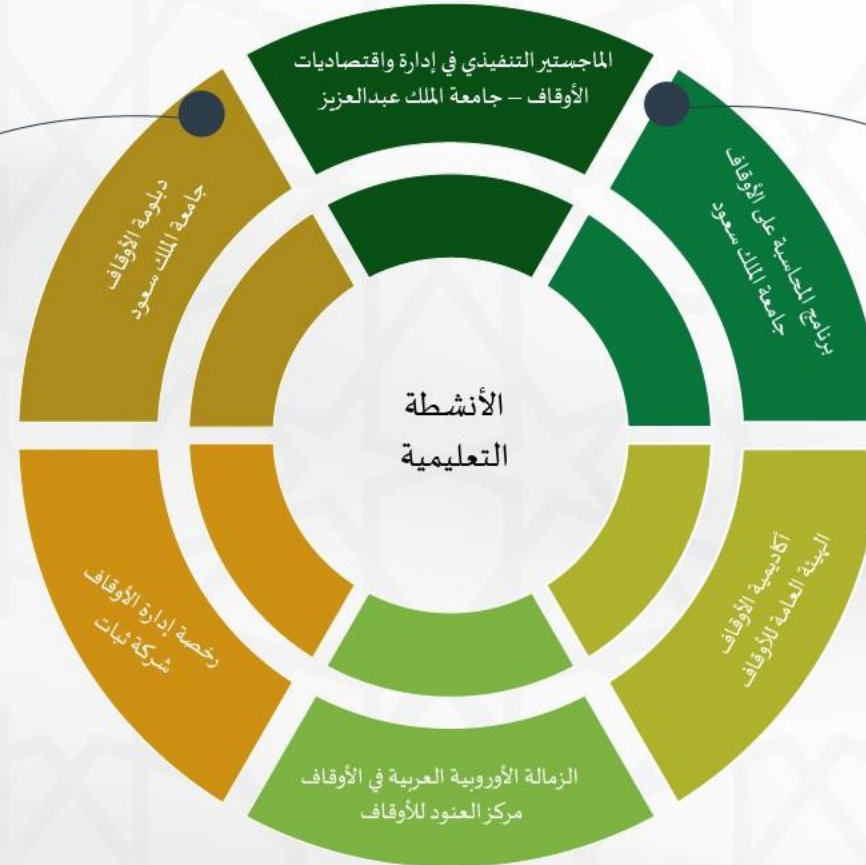 الماجستير التنفيذي في إدارة واقتصاديات
الأوقاف – جامعة الملك عبدالعزيز
برنامج المحاسبة على الأوقاف
جامعة الملك سعود
أكاديمية الأوقاف
الهيئة العامة للأوقاف
الزمالة الأوروبية العربية في الأوقاف
مركز العنود للأوقاف
رخصة إدارة الأوقاف
شركة ثبات
دبلومة الأوقاف
جامعة الملك سعود
الأنشطة
التعليمية